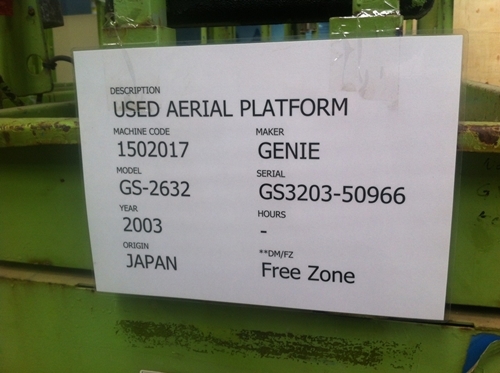 DESCRIPTION
USED AERIAL PLATFORM
MACHINE CODE MAKER
1502017 GENIE
MODEL SERIAL
GS-2632 GS3203-50966
YEAR HOURS
2003 -
ORIGIN **DM/FZ
JAPAN Free Zone